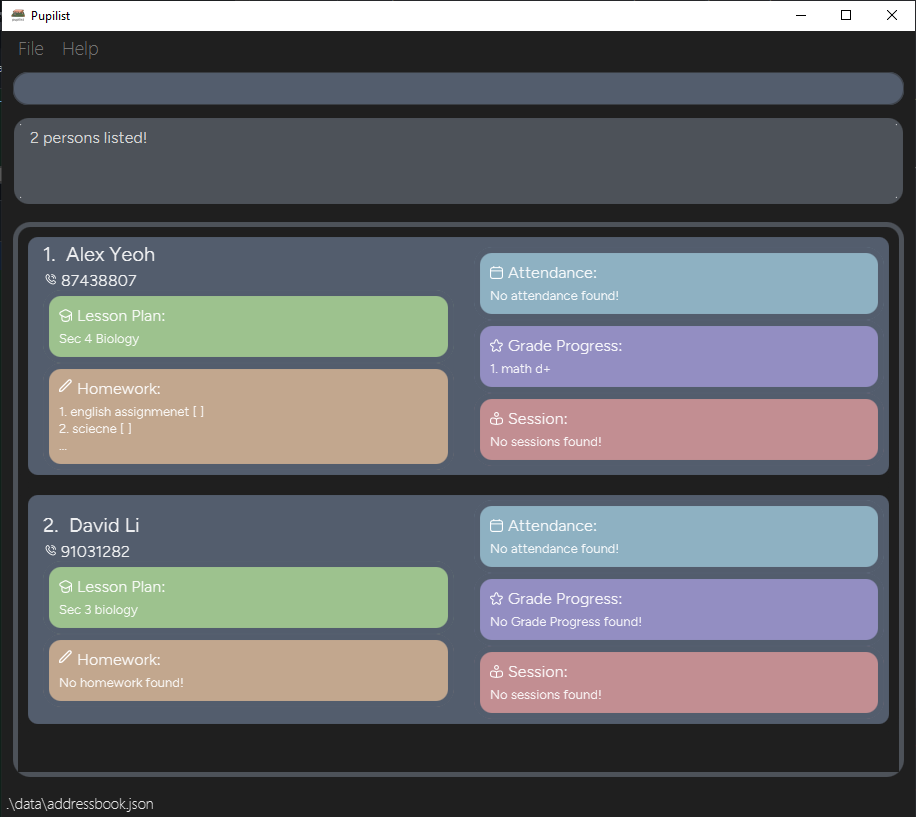 Pupilist
File Help
2 persons listed!
1. Alex Yeoh
87438807
Lesson Plan:
Sec 4 Biology
Homework:
1. english assignmenet [ ]
2. sciecne [ ]
...
Attendance:
No attendance found!
Grade Progress:
1. math d+
Session:
No sessions found!
2. David Li
91031282
Lesson Plan:
Sec 3 biology
Homework:
No homework found!
Attendance:
No attendance found!
Grade Progress:
No Grade Progress found!
Session:
No sessions found!
.\data\addressbook.json